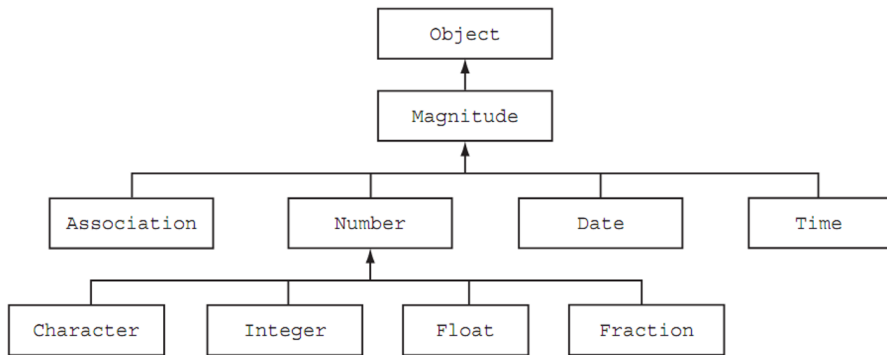 Object
Magnitude
Association Number Date Time
Character Integer Float Fraction